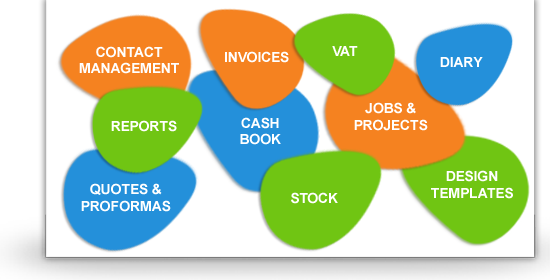 CONTACT
MANAGEMENT
INVOICES
VAT
DIARY
REPORTS
CASH
BOOK
JOBS &
PROJECTS
QUOTES &
PROFORMAS
STOCK
DESIGN
TEMPLATES